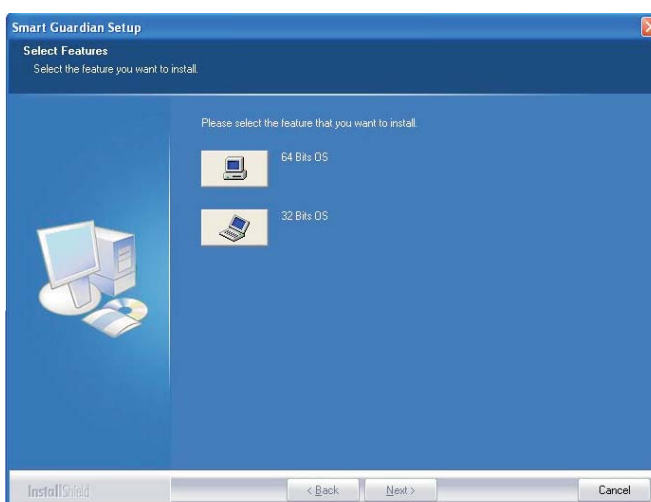 Smart Guardian Setup
Select Features
Select the feature you want to install.
Please select the feature that you want to install.
64 Bits OS
32 Bits OS
InstallShield
< Back
Next >
Cancel